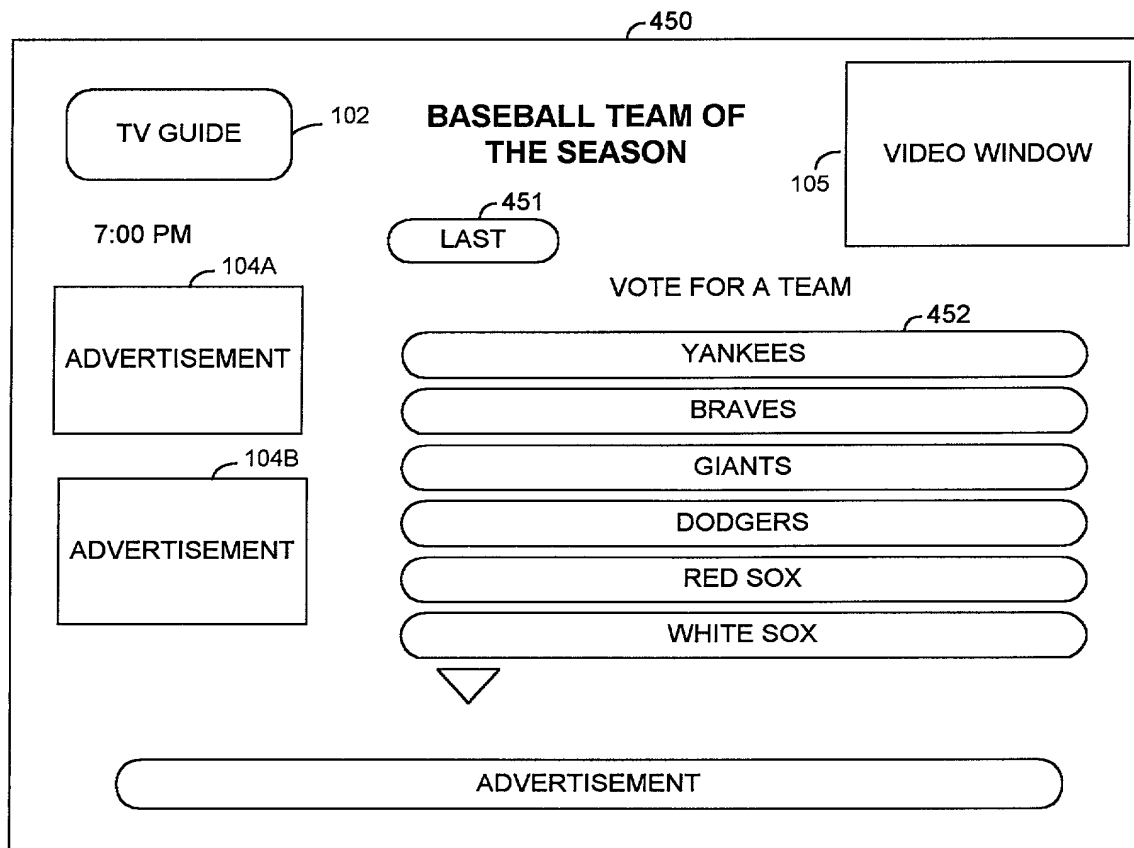 450
TV GUIDE
102
BASEBALL TEAM OF
THE SEASON
VIDEO WINDOW
105
451
7:00 PM
LAST
104A
VOTE FOR A TEAM
ADVERTISEMENT
452
YANKEES
BRAVES
104B
GIANTS
ADVERTISEMENT
DODGERS
RED SOX
WHITE SOX
ADVERTISEMENT